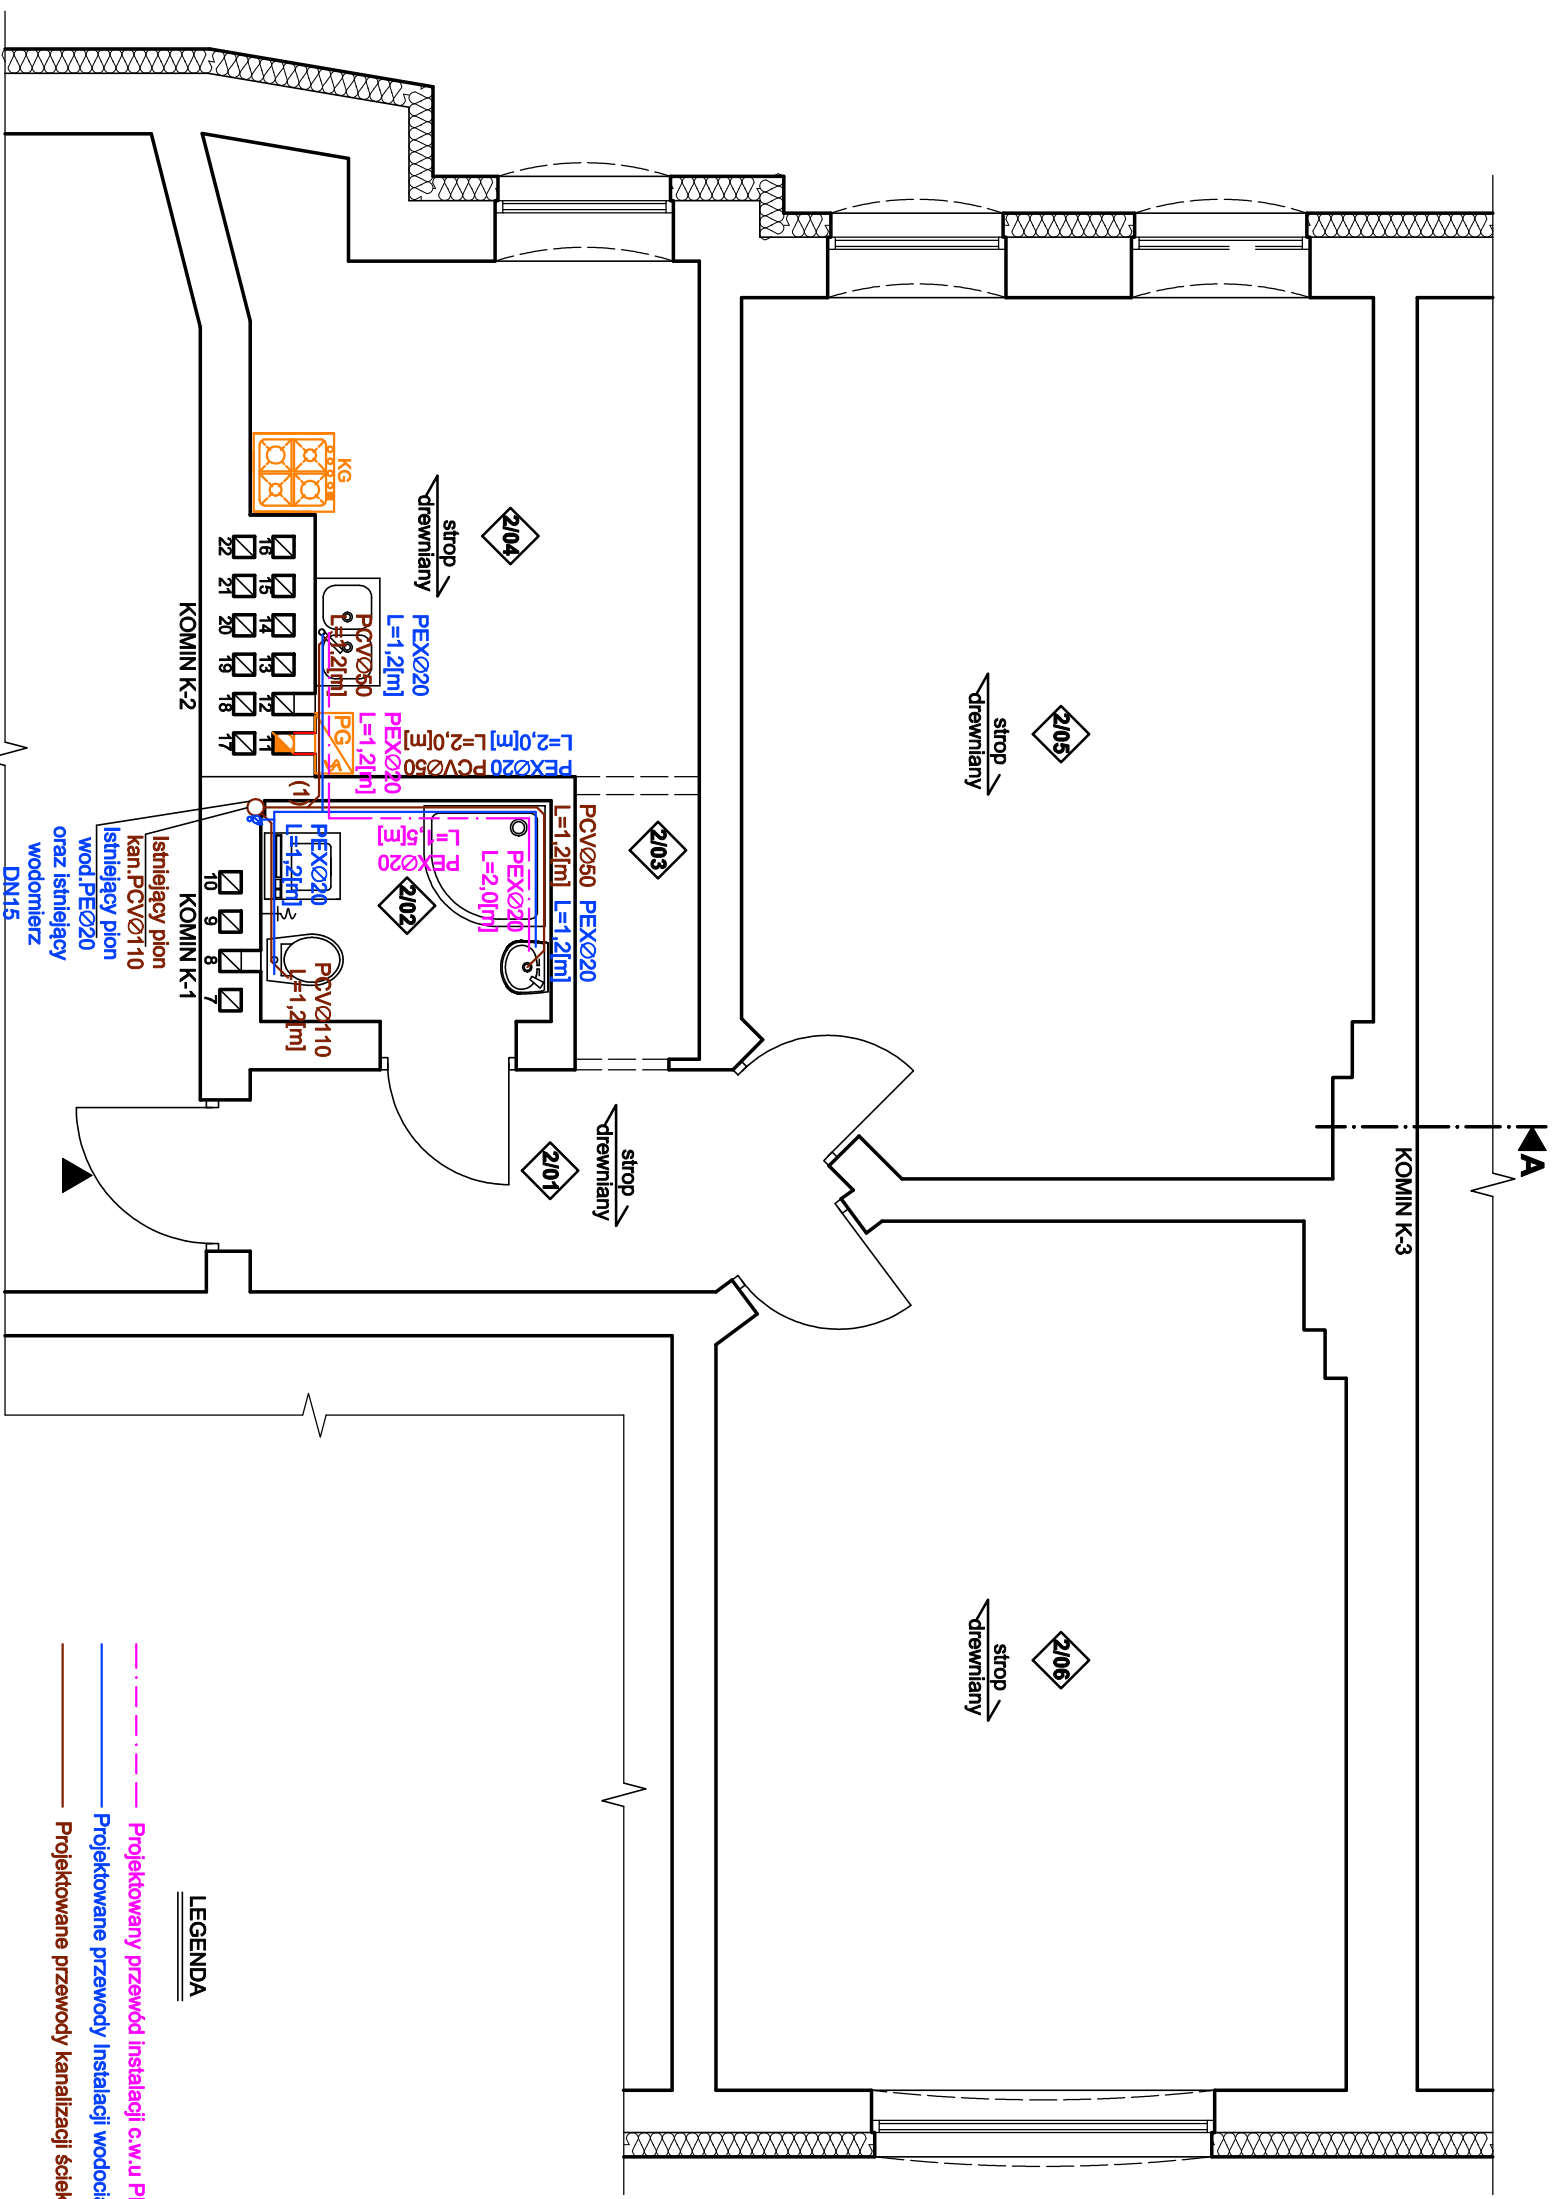 A
KOMIN K-3
2/05
strop
drewniany
2/06
strop
drewniany
2/03
2/04
strop
drewniany
KG
2/01
strop
drewniany
2/02
PEXØ20
L=1,2[m]
PCVØ50
L=1,2[m]
PEXØ20
L=1,2[m]
PG
PEXØ20 PCVØ50
L=2,0[m] L=2,0[m]
PCVØ50 PEXØ20
L=1,2[m] L=1,2[m]
PEXØ20
L=2,0[m]
PEXØ20
L=1,5[m]
PEXØ20
L=1,2[m]
PCVØ110
L=1,2[m]
(1)
16 15 14 13 12 11
22 21 20 19 18 17
KOMIN K-2
10 9 8 7
KOMIN K-1
Istniejący pion
kan.PCVØ110
Istniejący pion
wod.PEØ20
oraz istniejący
wodomierz
DN15
LEGENDA
Projektowany przewód instalacji c.w.u
Projektowane przewody Instalacji
Projektowane przewody kanalizacji